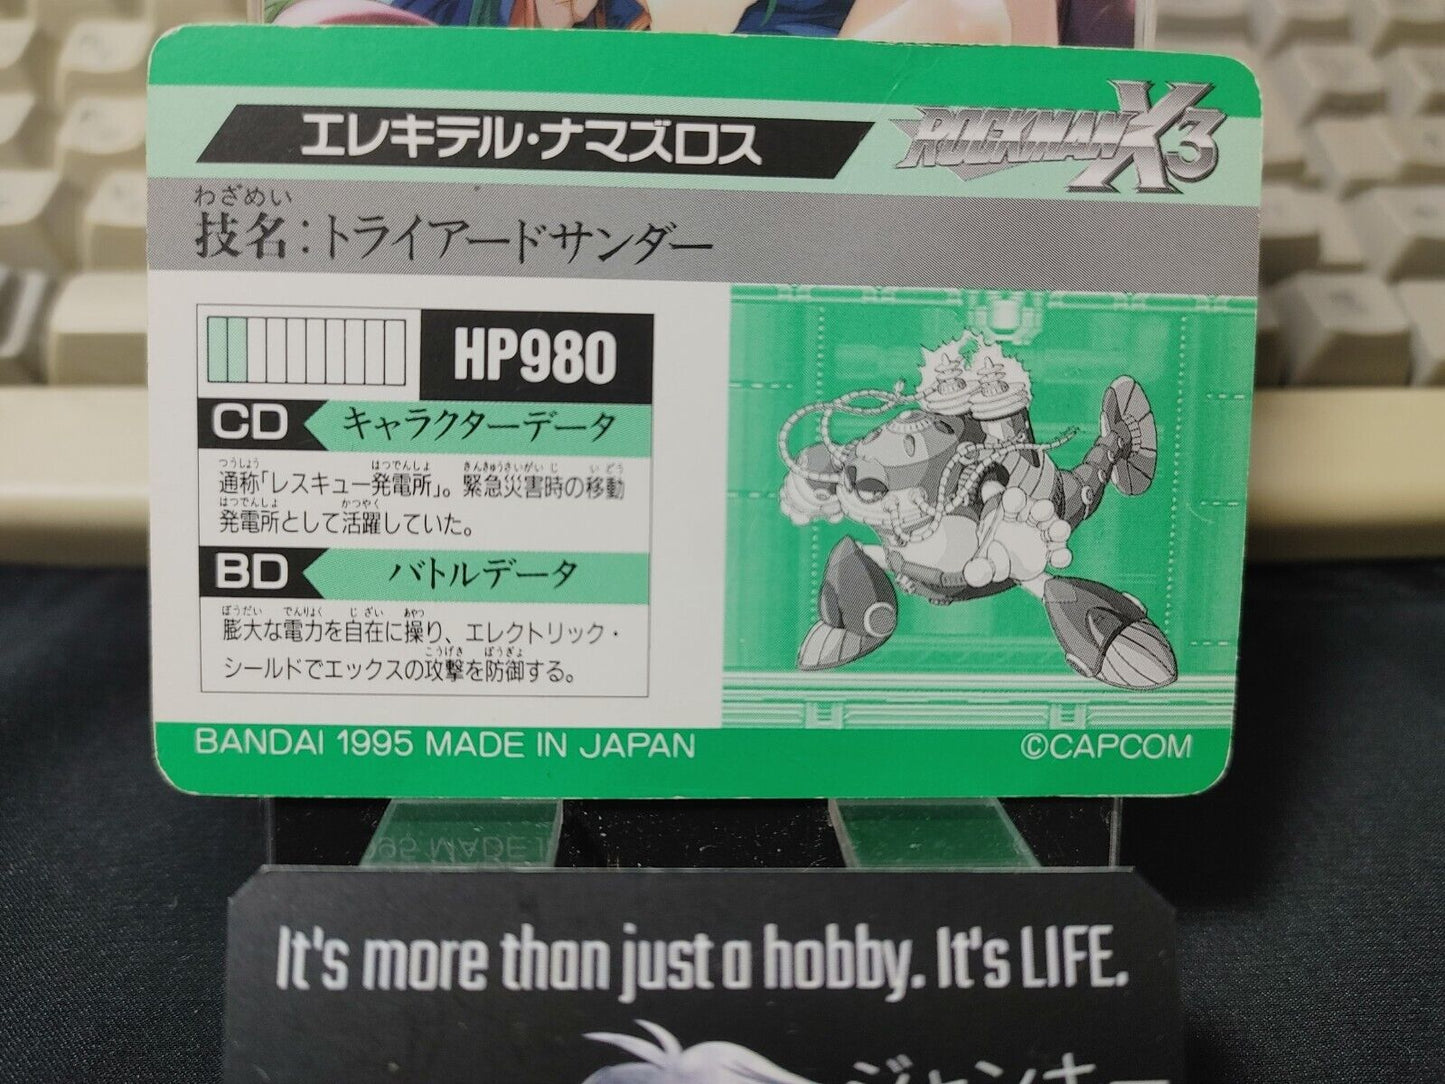 エレキテル・ナマズロス
ROCKMAN X3
わざめい
技名：トライアードサンダー
HP980
CD キャラクターデータ
つうしょう はつでんしょ きんきゅうさいがいじ いどう
通称「レスキュー発電所」。緊急災害時の移動
はつでんしょ かつやく
発電所として活躍していた。
BD バトルデータ
ぼうだい でんりょく じざい あやつ
膨大な電力を自在に操り、エレクトリック・
こうげき ぼうぎょ
シールドでエックスの攻撃を防御する。
BANDAI 1995 MADE IN JAPAN
©CAPCOM
It's more than just a hobby. It's LIFE.